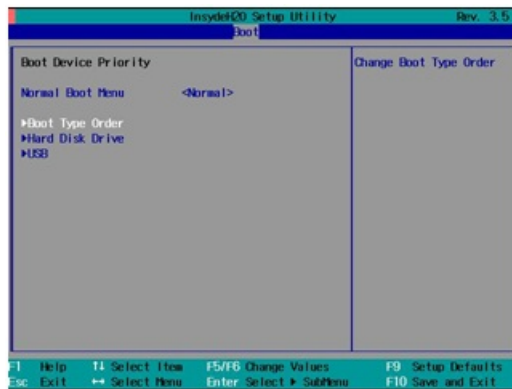 InsydeH2O Setup Utility Rev. 3.5
Boot
Boot Device Priority
Change Boot Type Order
Normal Boot Menu <Normal>
▶Boot Type Order
▶Hard Disk Drive
▶USB
F1 Help ↑↓ Select Item F5/F6 Change Values F9 Setup Defaults
Esc Exit ↔ Select Menu Enter Select ▶ SubMenu F10 Save and Exit